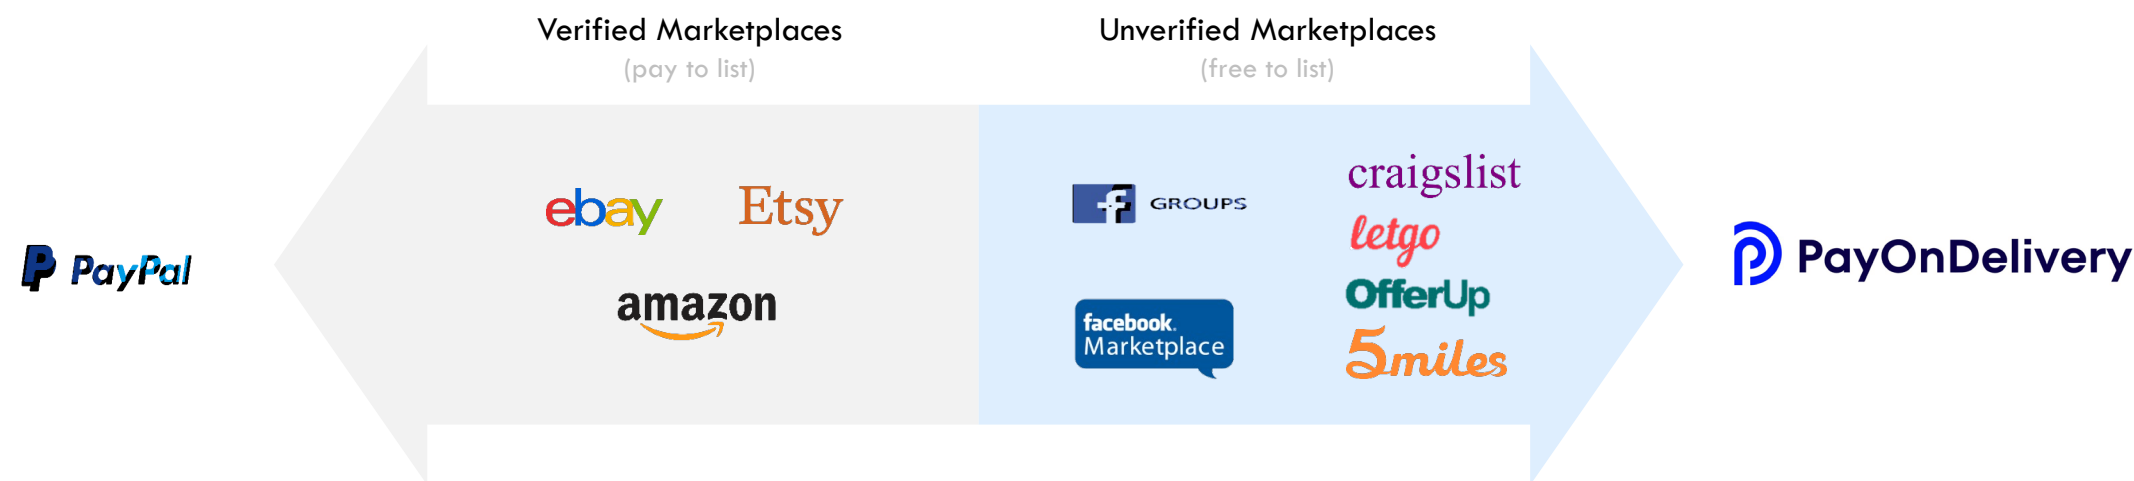 Verified Marketplaces
(pay to list)
Unverified Marketplaces
(free to list)
PayPal
ebay
Etsy
amazon
f GROUPS
facebook.
Marketplace
craigslist
letgo
OfferUp
5miles
PayOnDelivery